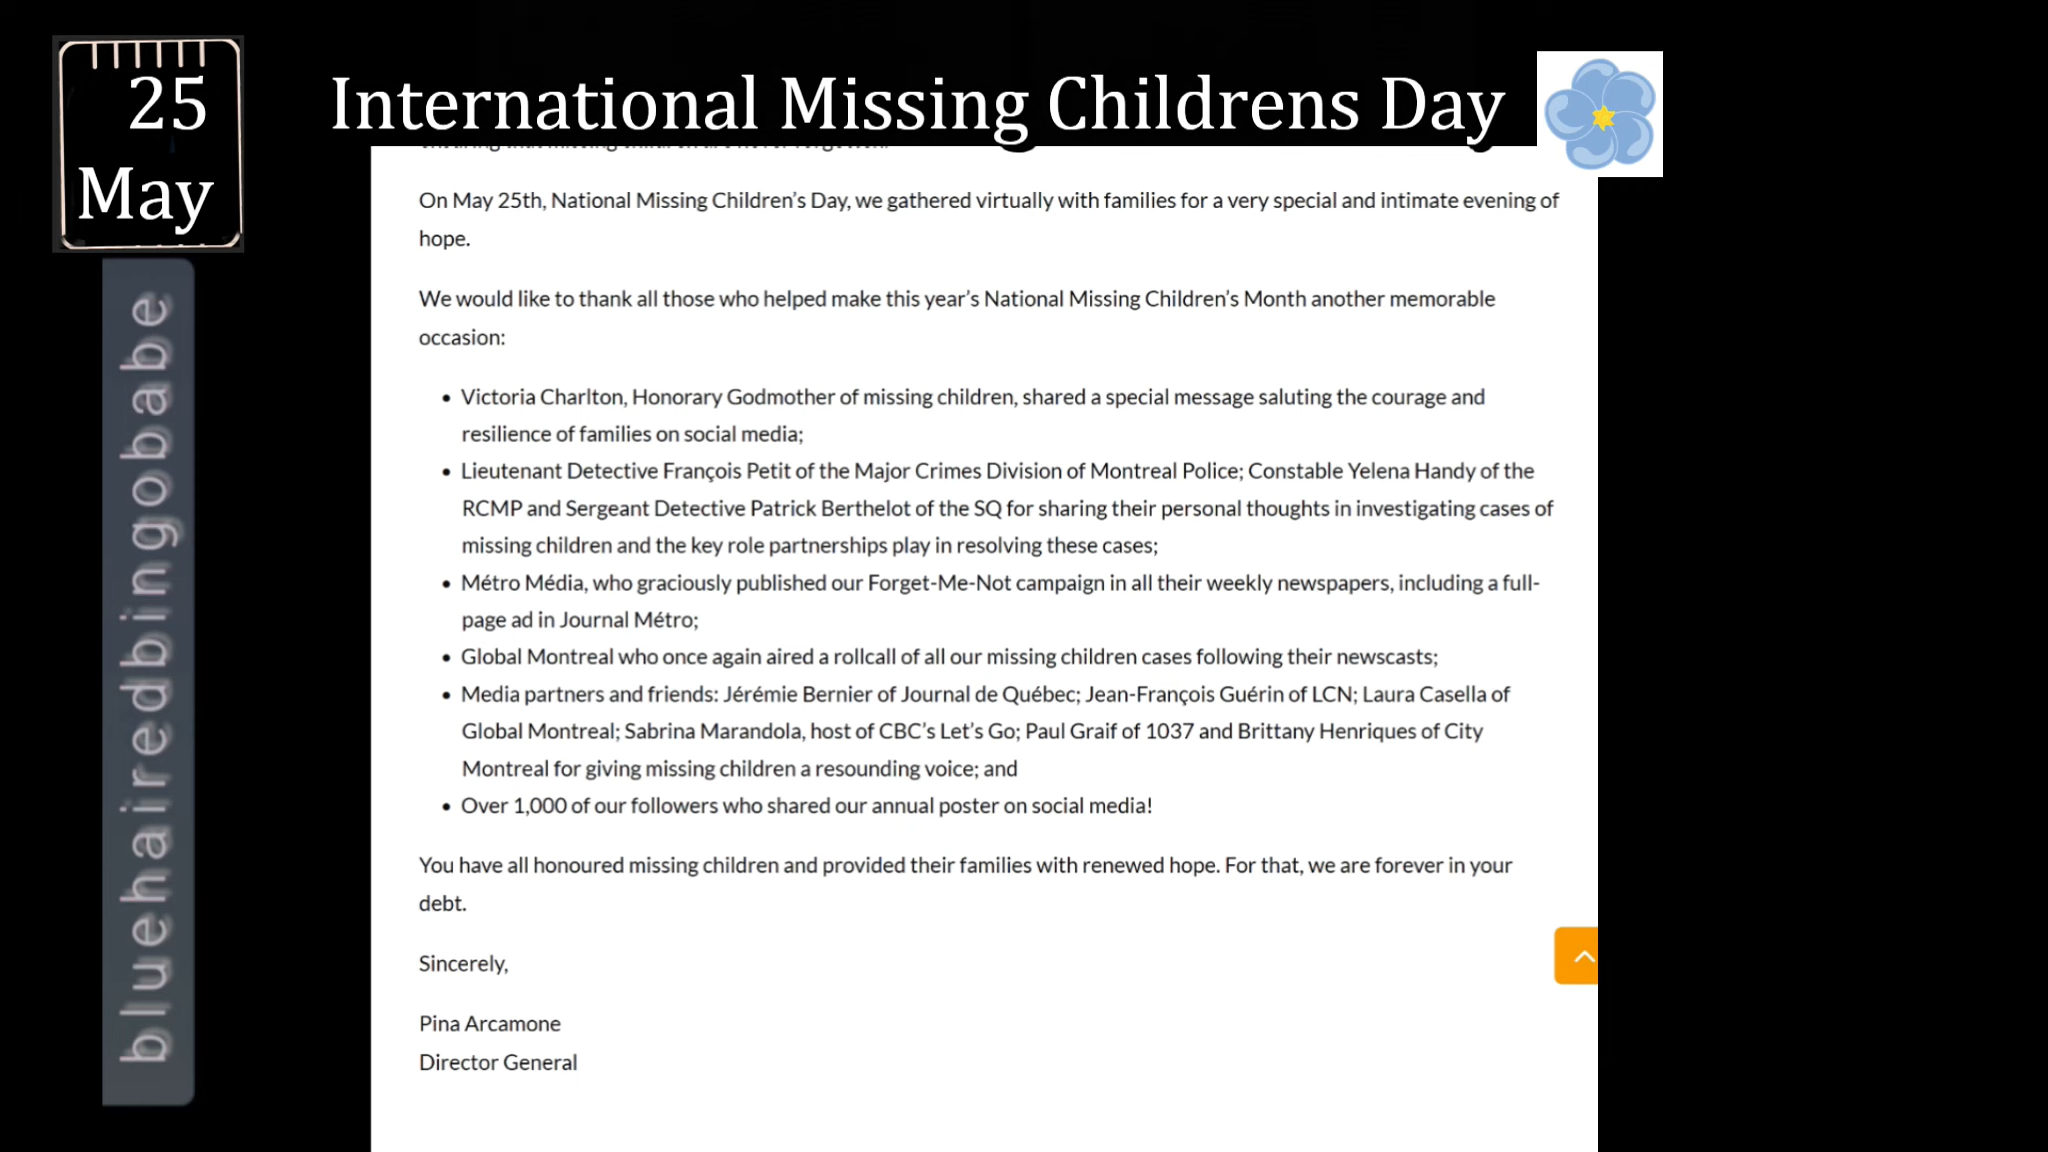 25
May
International Missing Childrens Day
On May 25th, National Missing Children’s Day, we gathered virtually with families for a very special and intimate evening of
hope.
We would like to thank all those who helped make this year’s National Missing Children’s Month another memorable
occasion:
• Victoria Charlton, Honorary Godmother of missing children, shared a special message saluting the courage and
resilience of families on social media;
• Lieutenant Detective François Petit of the Major Crimes Division of Montreal Police; Constable Yelena Handy of the
RCMP and Sergeant Detective Patrick Berthelot of the SQ for sharing their personal thoughts in investigating cases of
missing children and the key role partnerships play in resolving these cases;
• Métro Média, who graciously published our Forget-Me-Not campaign in all their weekly newspapers, including a full-
page ad in Journal Métro;
• Global Montreal who once again aired a rollcall of all our missing children cases following their newscasts;
• Media partners and friends: Jérémie Bernier of Journal de Québec; Jean-François Guérin of LCN; Laura Casella of
Global Montreal; Sabrina Marandola, host of CBC’s Let’s Go; Paul Graif of 1037 and Brittany Henriques of City
Montreal for giving missing children a resounding voice; and
• Over 1,000 of our followers who shared our annual poster on social media!
You have all honoured missing children and provided their families with renewed hope. For that, we are forever in your
debt.
Sincerely,
Pina Arcamone
Director General
bluehairedbingobabe